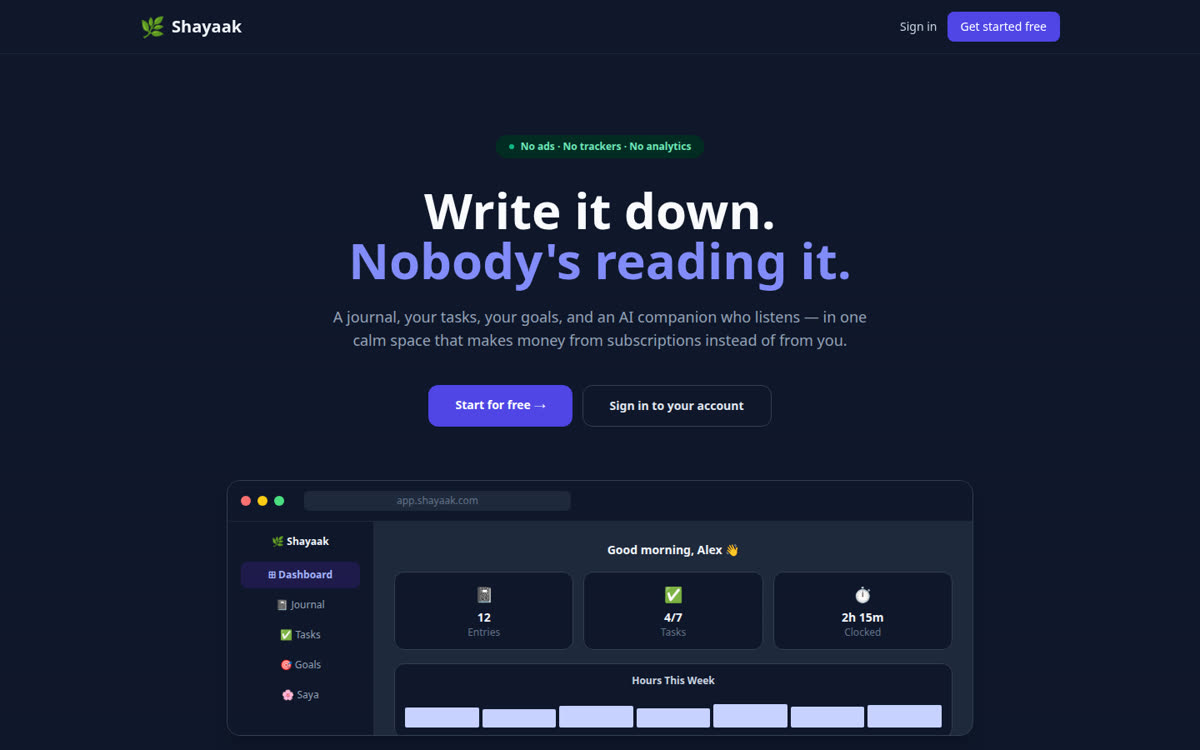 🌿 Shayaak
Sign in
Get started free
No ads · No trackers · No analytics
Write it down.
Nobody's reading it.
A journal, your tasks, your goals, and an AI companion who listens — in one
calm space that makes money from subscriptions instead of from you.
Start for free →
Sign in to your account
app.shayaak.com
🌿 Shayaak
⊞ Dashboard
📓 Journal
✅ Tasks
🎯 Goals
🌸 Saya
Good morning, Alex 👋
📓
12
Entries
✅
4/7
Tasks
⏱️
2h 15m
Clocked
Hours This Week